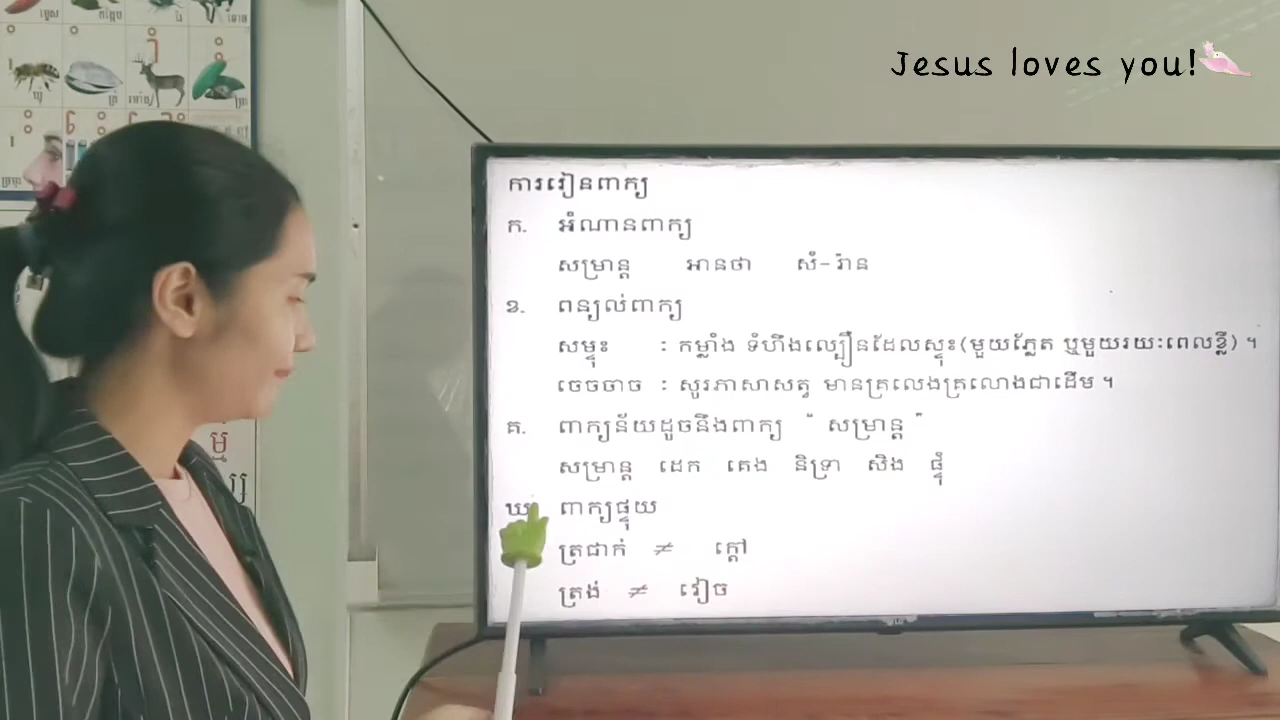 Jesus loves you!
ការរៀនពាក្យ
ក. អំណានពាក្យ
សម្រាន្ត អានថា សំ-រ៉ាន
ខ. ពន្យល់ពាក្យ
សម្ទុះ : កម្លាំង ទំហឹងល្បឿនដែលស្ទុះ(មួយភ្លែត ឬមួយរយៈពេលខ្លី) ។
ចេចចាច : សូរភាសាសត្វ មានគ្រលេងគ្រលោងជាដើម ។
គ. ពាក្យន័យដូចនឹងពាក្យ " សម្រាន្ត "
សម្រាន្ត ដេក គេង និទ្រា សិង ផ្ទុំ
ឃ. ពាក្យផ្ទុយ
ត្រជាក់ ≠ ក្ដៅ
ត្រង់ ≠ វៀច